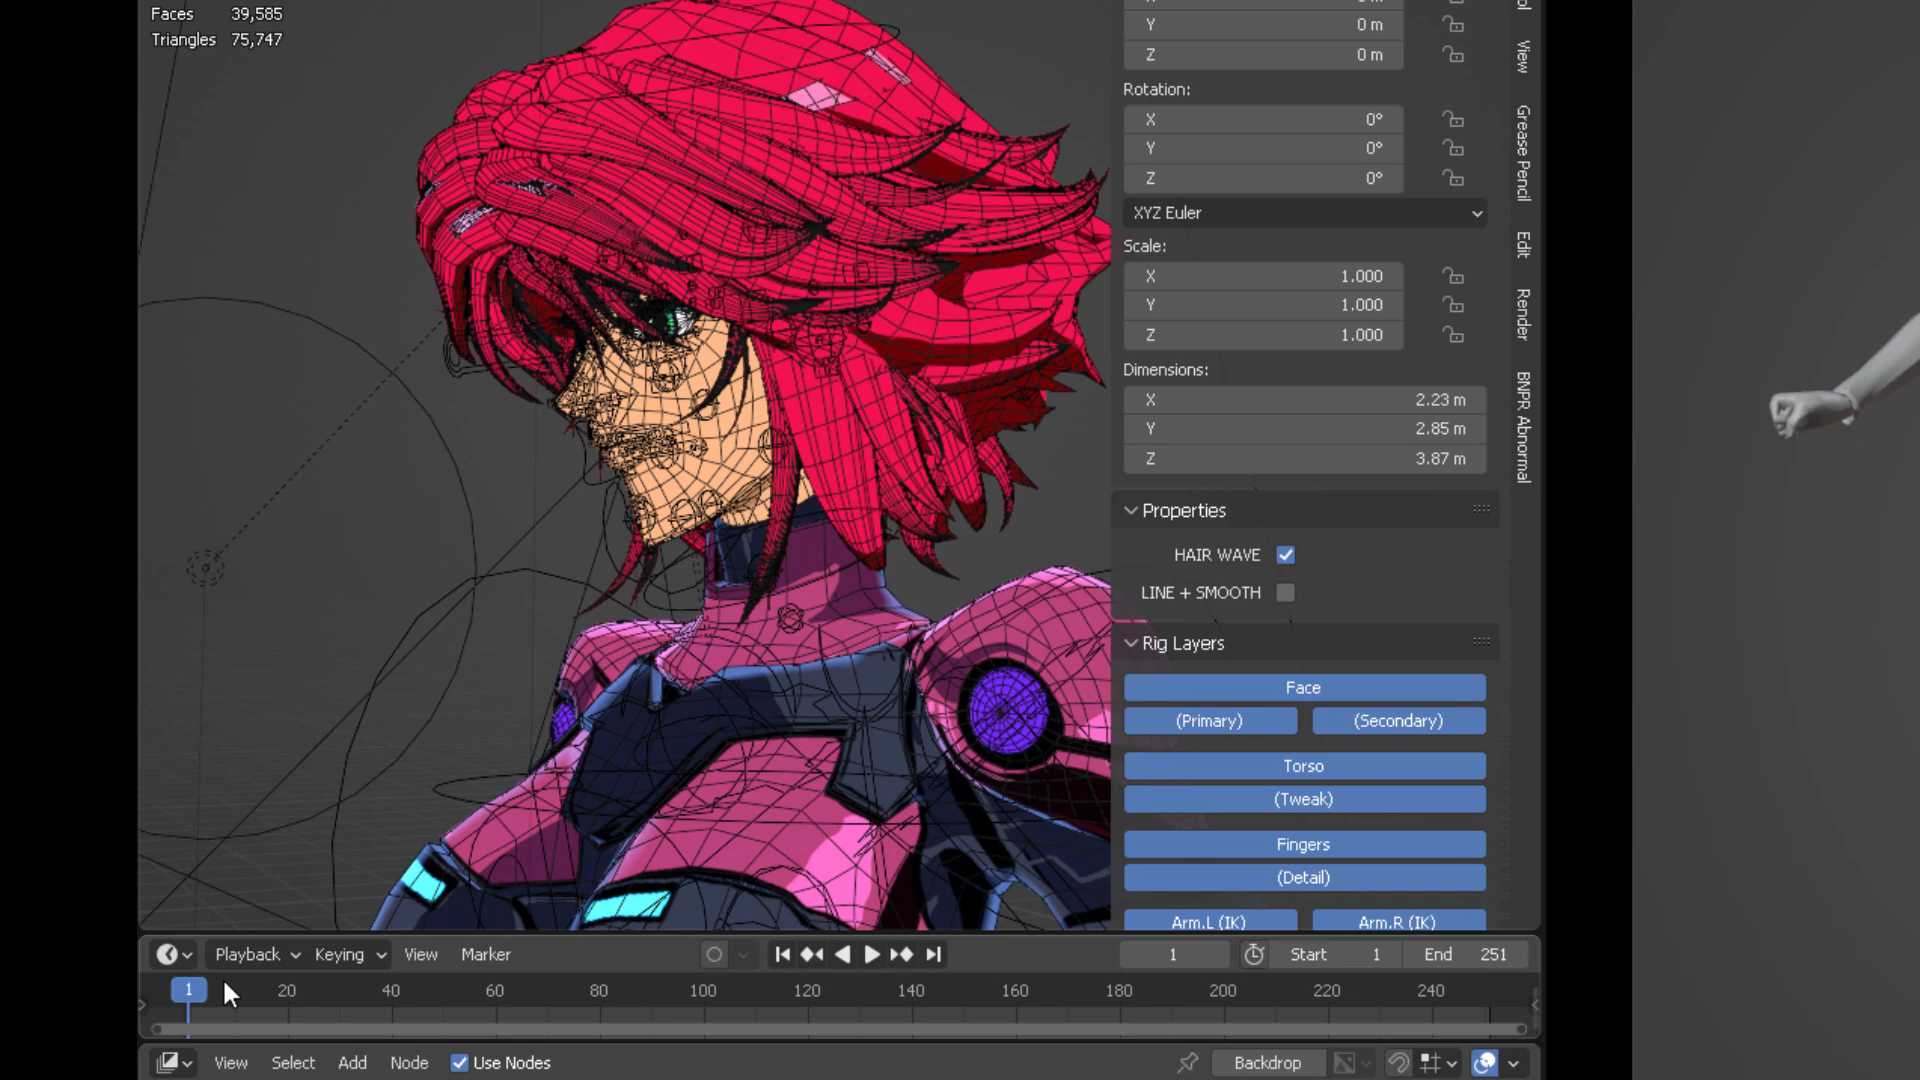 Faces 39,585
Triangles 75,747
Y 0 m
Z 0 m
Rotation:
X 0°
Y 0°
Z 0°
XYZ Euler
Scale:
X 1.000
Y 1.000
Z 1.000
Dimensions:
X 2.23 m
Y 2.85 m
Z 3.87 m
Properties
HAIR WAVE
LINE + SMOOTH
Rig Layers
Face
(Primary) (Secondary)
Torso
(Tweak)
Fingers
(Detail)
Arm.L (IK) Arm.R (IK)
View
Grease Pencil
Edit
Render
BNPR Abnormal
Playback Keying View Marker 1 Start 1 End 251
1 20 40 60 80 100 120 140 160 180 200 220 240
View Select Add Node Use Nodes Backdrop